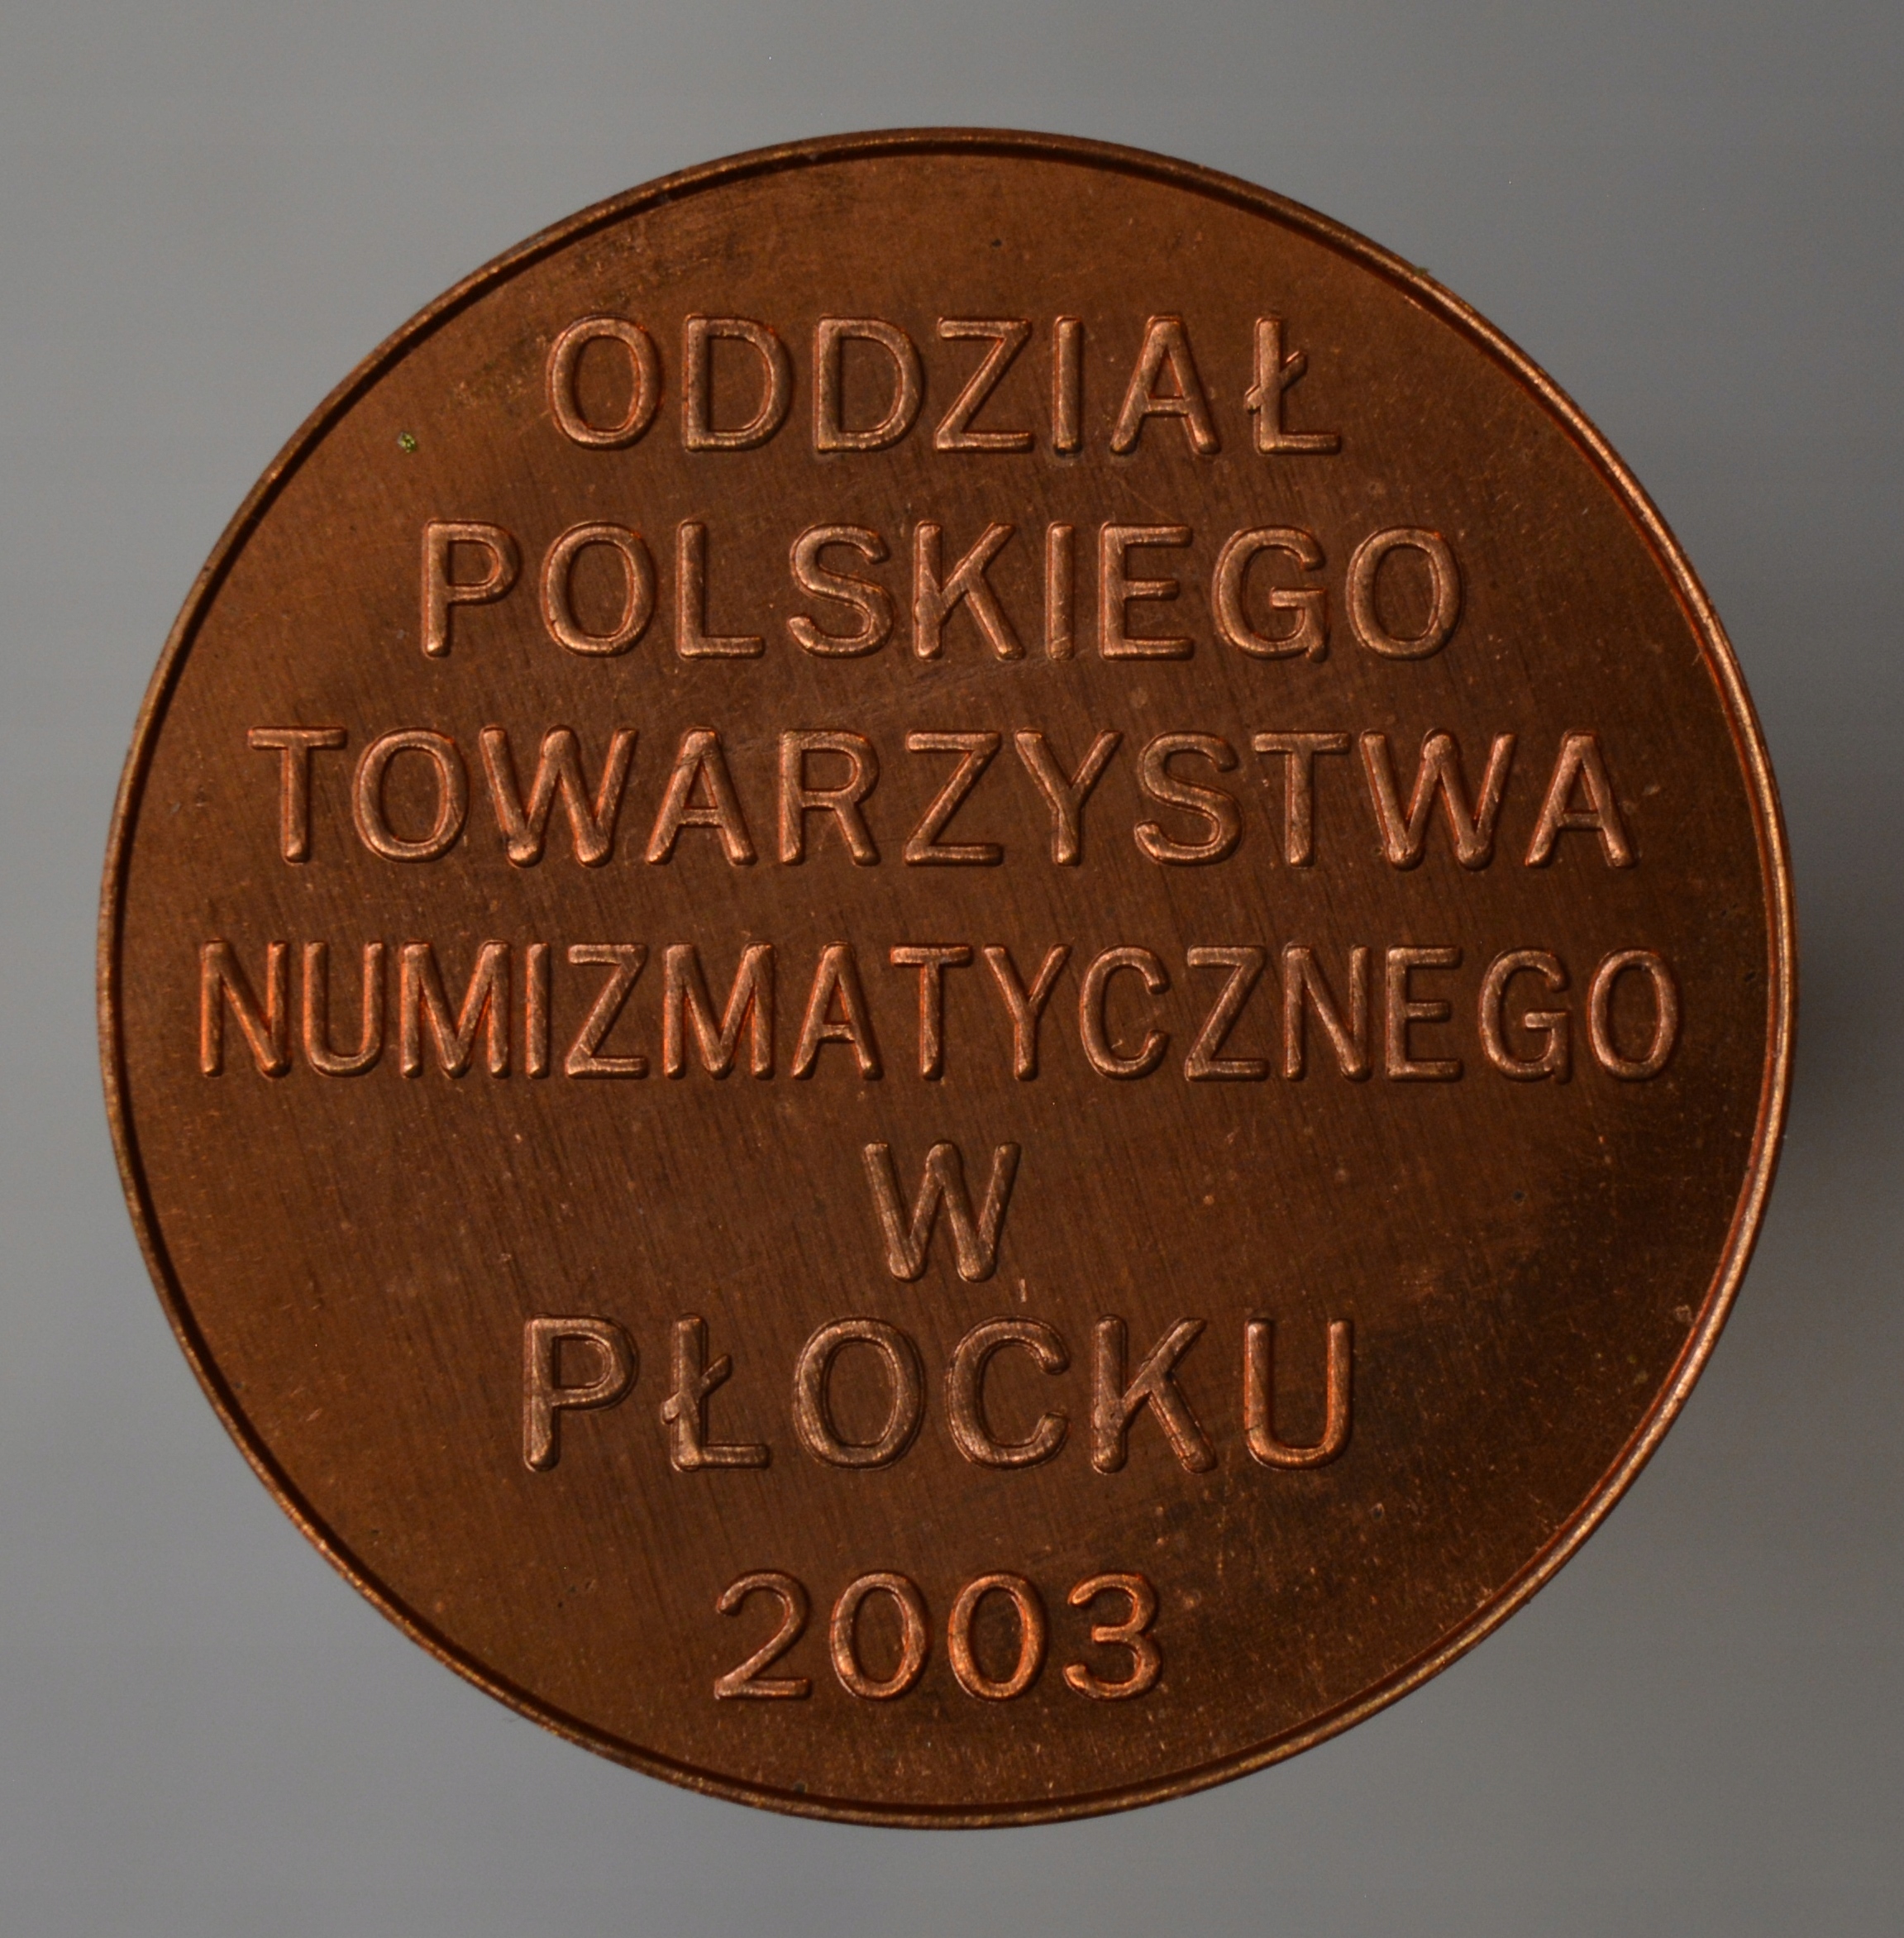 ODDZIAŁ
POLSKIEGO
TOWARZYSTWA
NUMIZMATYCZNEGO
W
PŁOCKU
2003